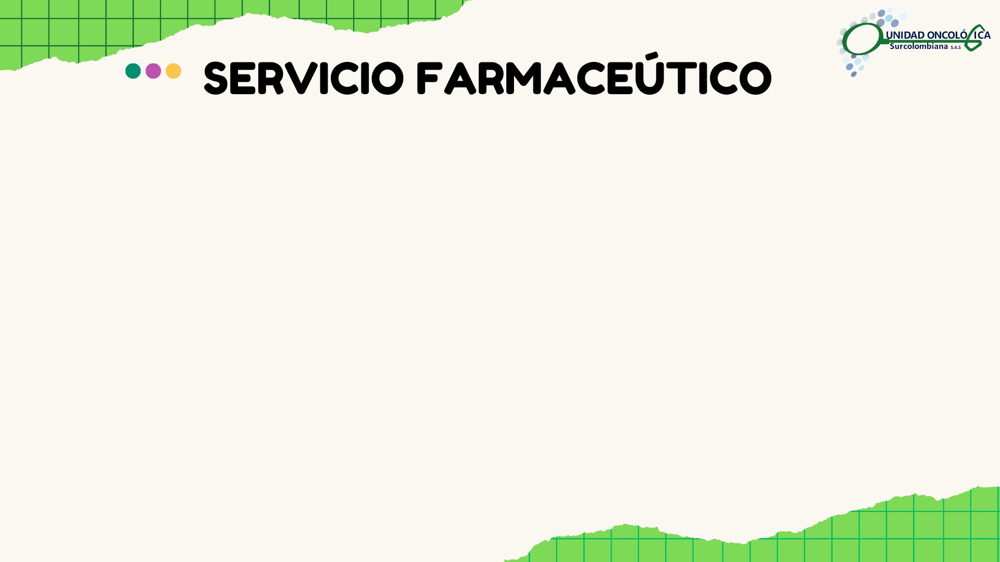 UNIDAD ONCOLÓGICA
Surcolombiana S.A.S
SERVICIO FARMACEÚTICO